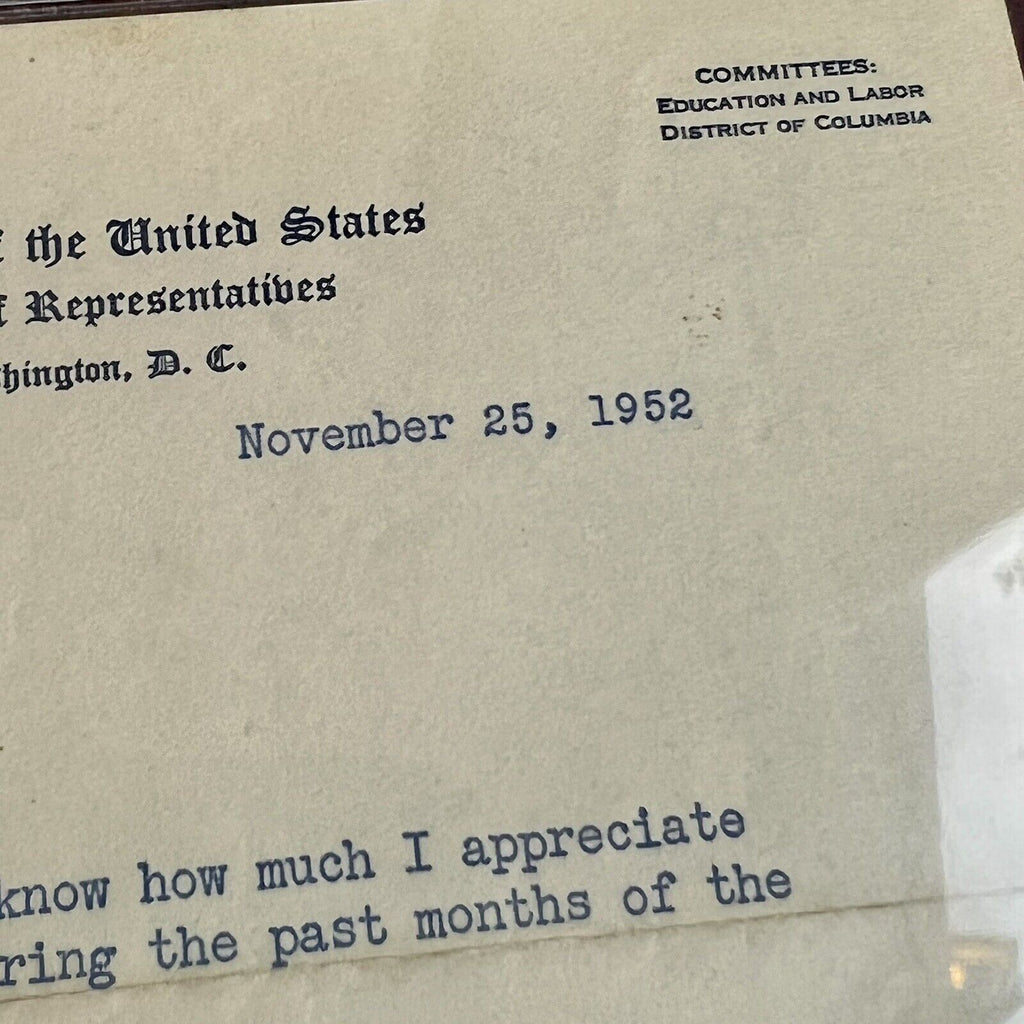 COMMITTEES:
EDUCATION AND LABOR
DISTRICT OF COLUMBIA
the United States
Representatives
hington, D. C.
November 25, 1952
know how much I appreciate
ring the past months of the